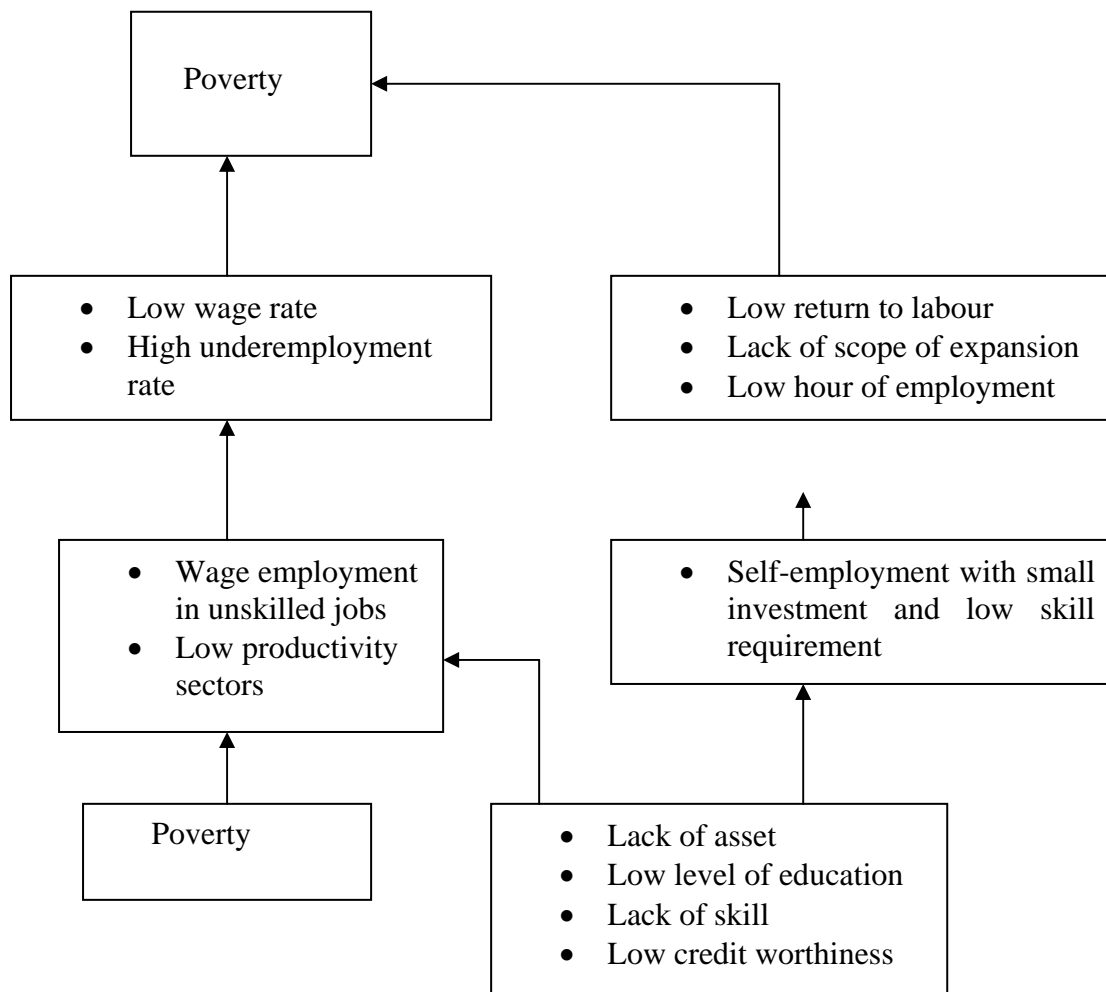 Poverty
• Low wage rate
• High underemployment
rate
• Low return to labour
• Lack of scope of expansion
• Low hour of employment
• Wage employment
in unskilled jobs
• Low productivity
sectors
• Self-employment with small
investment and low skill
requirement
Poverty
• Lack of asset
• Low level of education
• Lack of skill
• Low credit worthiness